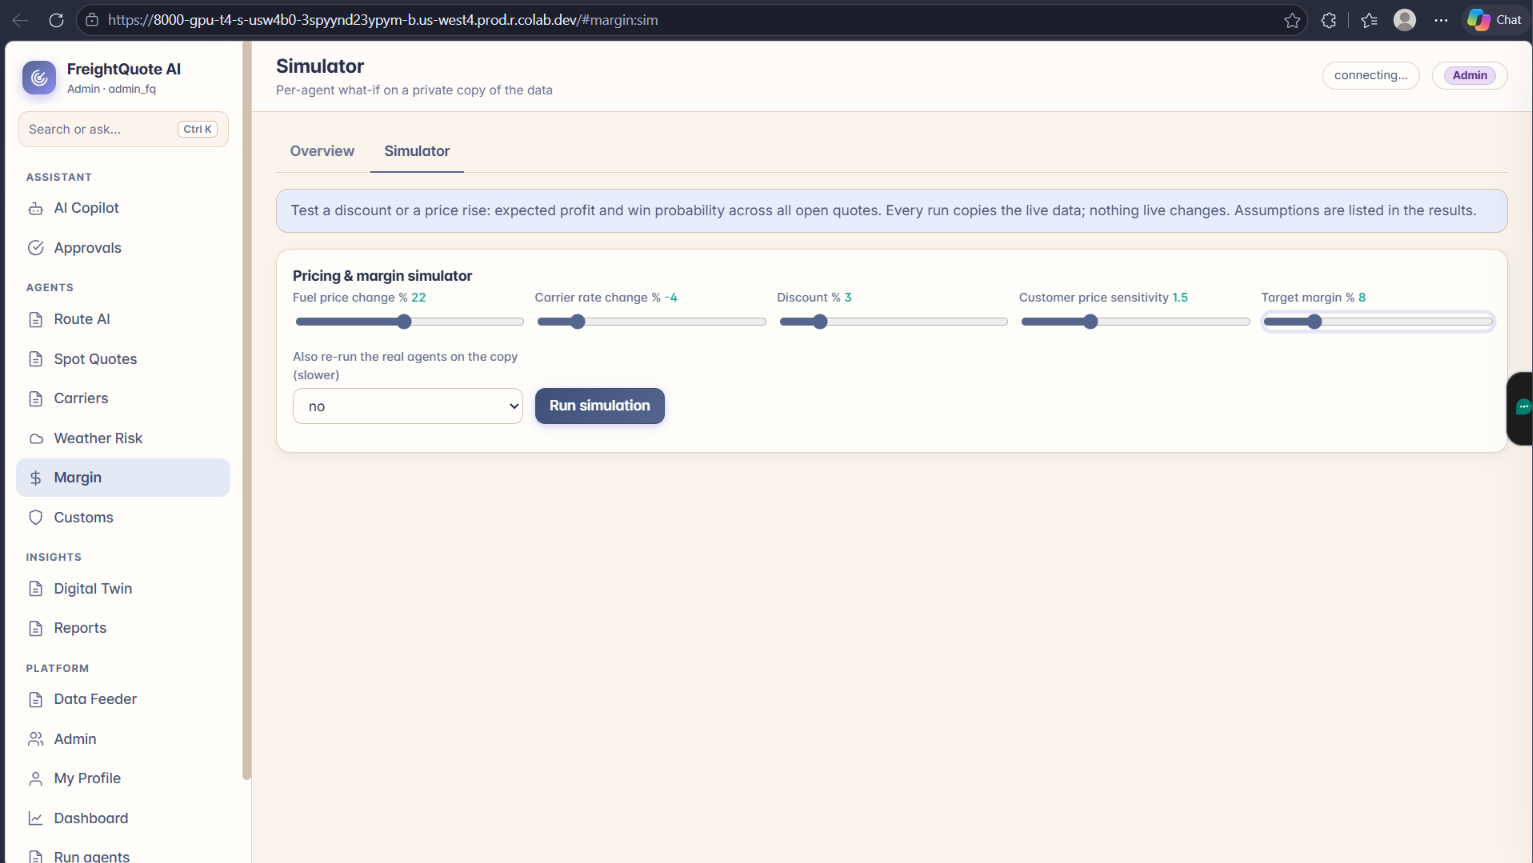 https://8000-gpu-t4-s-usw4b0-3spyynd23ypym-b.us-west4.prod.r.colab.dev/#margin:sim
Chat
FreightQuote AI
Admin · admin_fq
Search or ask...
Ctrl K
ASSISTANT
AI Copilot
Approvals
AGENTS
Route AI
Spot Quotes
Carriers
Weather Risk
Margin
Customs
INSIGHTS
Digital Twin
Reports
PLATFORM
Data Feeder
Admin
My Profile
Dashboard
Run agents
Simulator
Per-agent what-if on a private copy of the data
connecting...
Admin
Overview
Simulator
Test a discount or a price rise: expected profit and win probability across all open quotes. Every run copies the live data; nothing live changes. Assumptions are listed in the results.
Pricing & margin simulator
Fuel price change % 22
Carrier rate change % -4
Discount % 3
Customer price sensitivity 1.5
Target margin % 8
Also re-run the real agents on the copy
(slower)
no
Run simulation